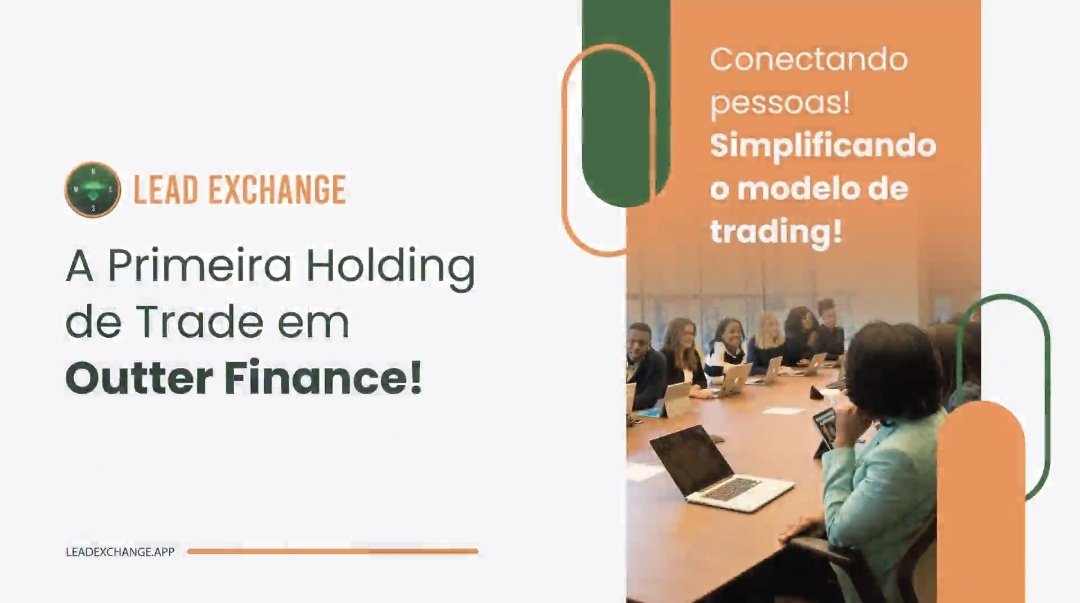 LEAD EXCHANGE
A Primeira Holding
de Trade em
Outter Finance!
LEADEXCHANGE.APP
Conectando
pessoas!
Simplificando
o modelo de
trading!